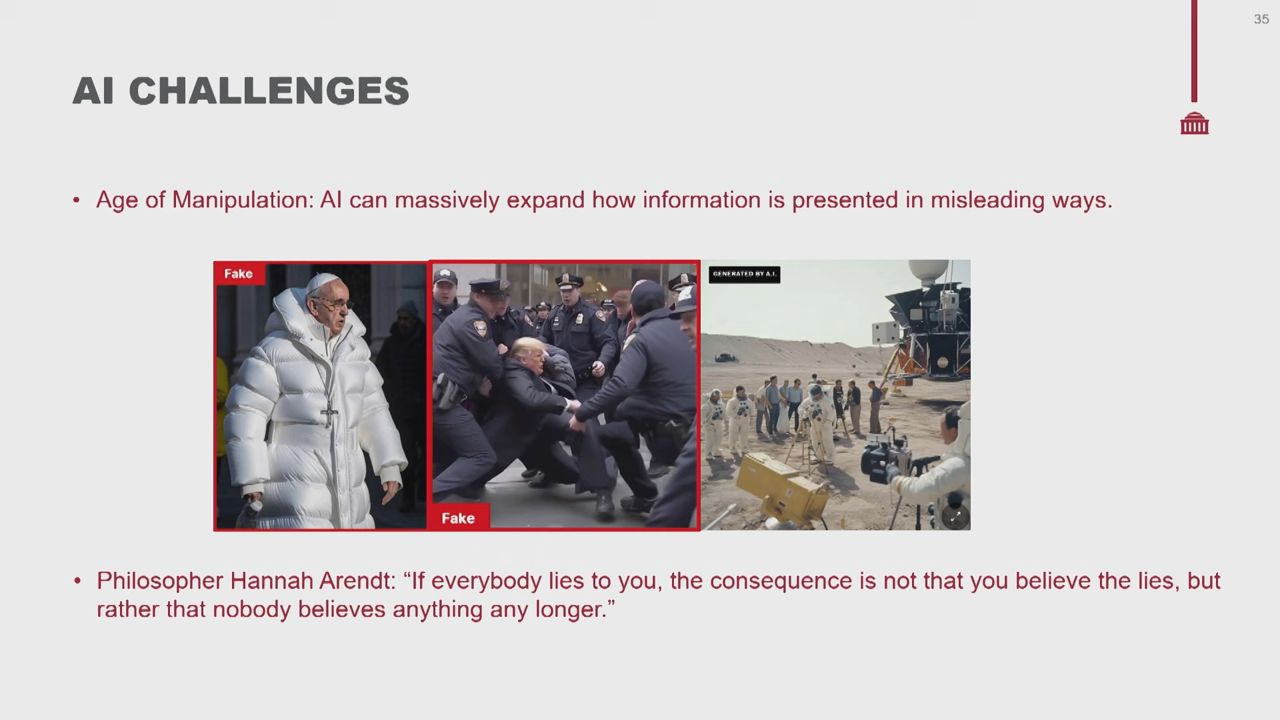 35
AI CHALLENGES
• Age of Manipulation: AI can massively expand how information is presented in misleading ways.
Fake
Fake
GENERATED BY A.I.
• Philosopher Hannah Arendt: “If everybody lies to you, the consequence is not that you believe the lies, but
rather that nobody believes anything any longer.”